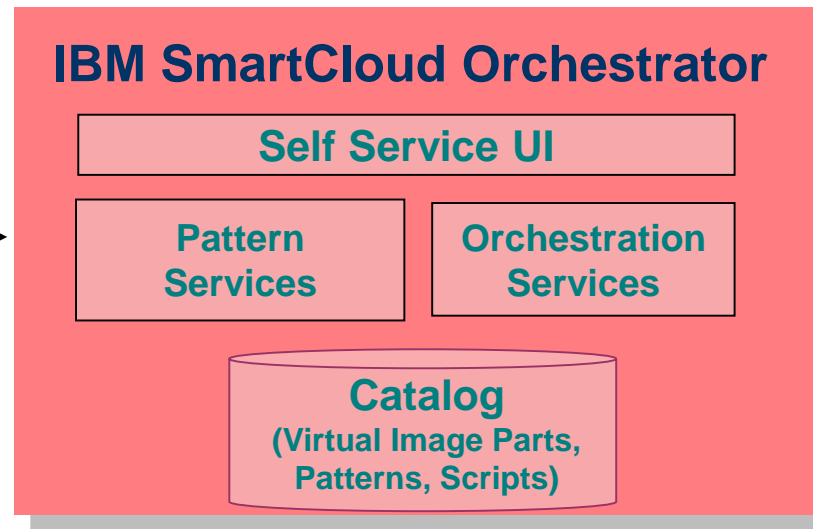 IBM SmartCloud Orchestrator
Self Service UI
Pattern
Services
Orchestration
Services
Catalog
(Virtual Image Parts,
Patterns, Scripts)